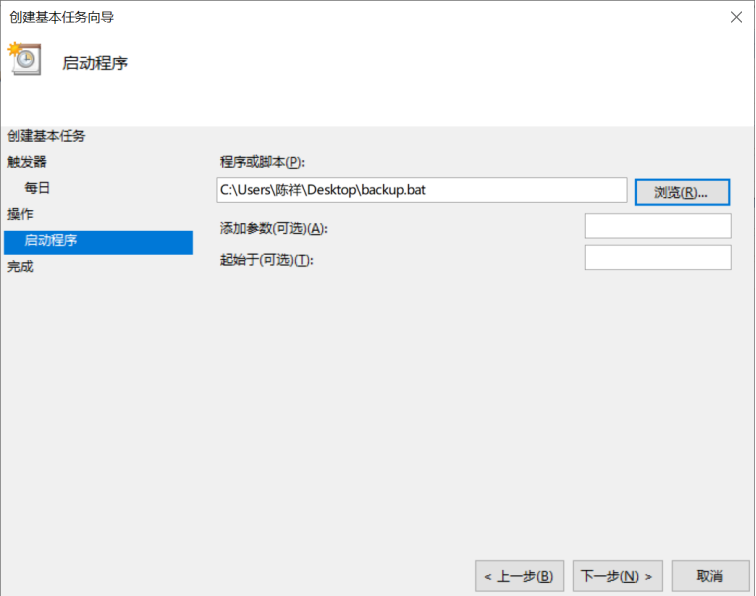 创建基本任务向导
启动程序
创建基本任务
触发器
程序或脚本(P):
每日
C:\Users\陈祥\Desktop\backup.bat
浏览(R)...
操作
添加参数(可选)(A):
启动程序
起始于(可选)(T):
完成
< 上一步(B)
下一步(N) >
取消